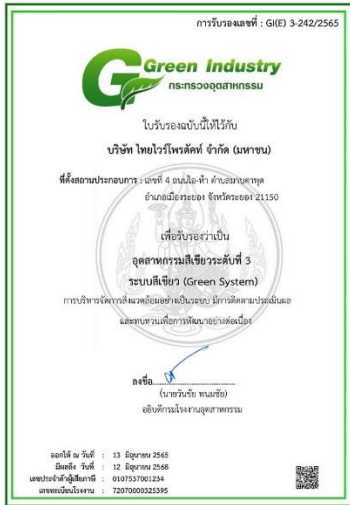 การรับรองเลขที่ : GI(E) 3-242/2565
Green Industry
กระทรวงอุตสาหกรรม
ใบรับรองฉบับนี้ให้ไว้กับ
บริษัท ไทยไวร์โพรดัคท์ จำกัด (มหาชน)
ที่ตั้งสถานประกอบการ : เลขที่ 4 ถนนไอ-ห้า ตำบลมาบตาพุด
อำเภอเมืองระยอง จังหวัดระยอง 21150
เพื่อรับรองว่าเป็น
อุตสาหกรรมสีเขียวระดับที่ 3
ระบบสีเขียว (Green System)
การบริหารจัดการสิ่งแวดล้อมอย่างเป็นระบบ มีการติดตามประเมินผล
และทบทวนเพื่อการพัฒนาอย่างต่อเนื่อง
ลงชื่อ
(นายวันชัย พนมชัย)
อธิบดีกรมโรงงานอุตสาหกรรม
ออกให้ ณ วันที่ : 13 มิถุนายน 2565
มีผลถึง วันที่ : 12 มิถุนายน 2568
เลขประจำตัวผู้เสียภาษี : 0107537001234
เลขทะเบียนโรงงาน : 72070000325395